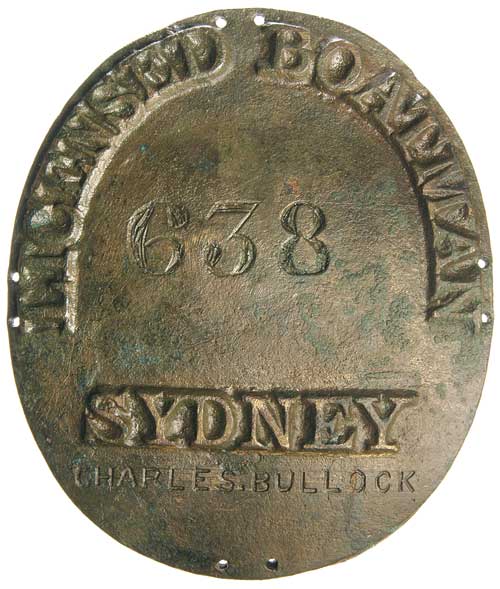 LICENSED BOATMAN
638
SYDNEY
CHARLES.BULLOCK